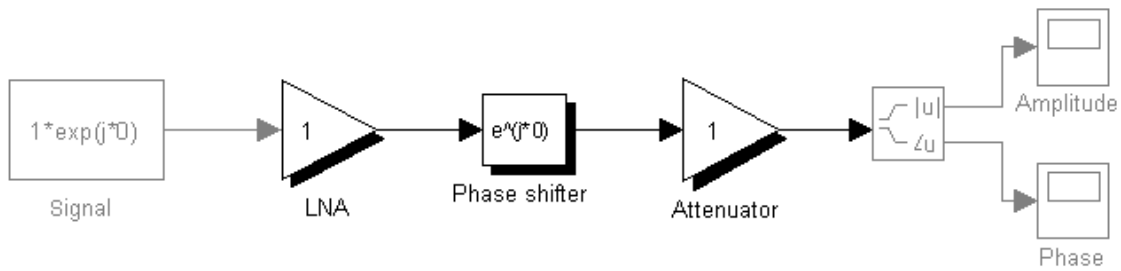 1*exp(j*0)
Signal
1
LNA
e^(j*0)
Phase shifter
1
Attenuator
|u|
∠u
Amplitude
Phase